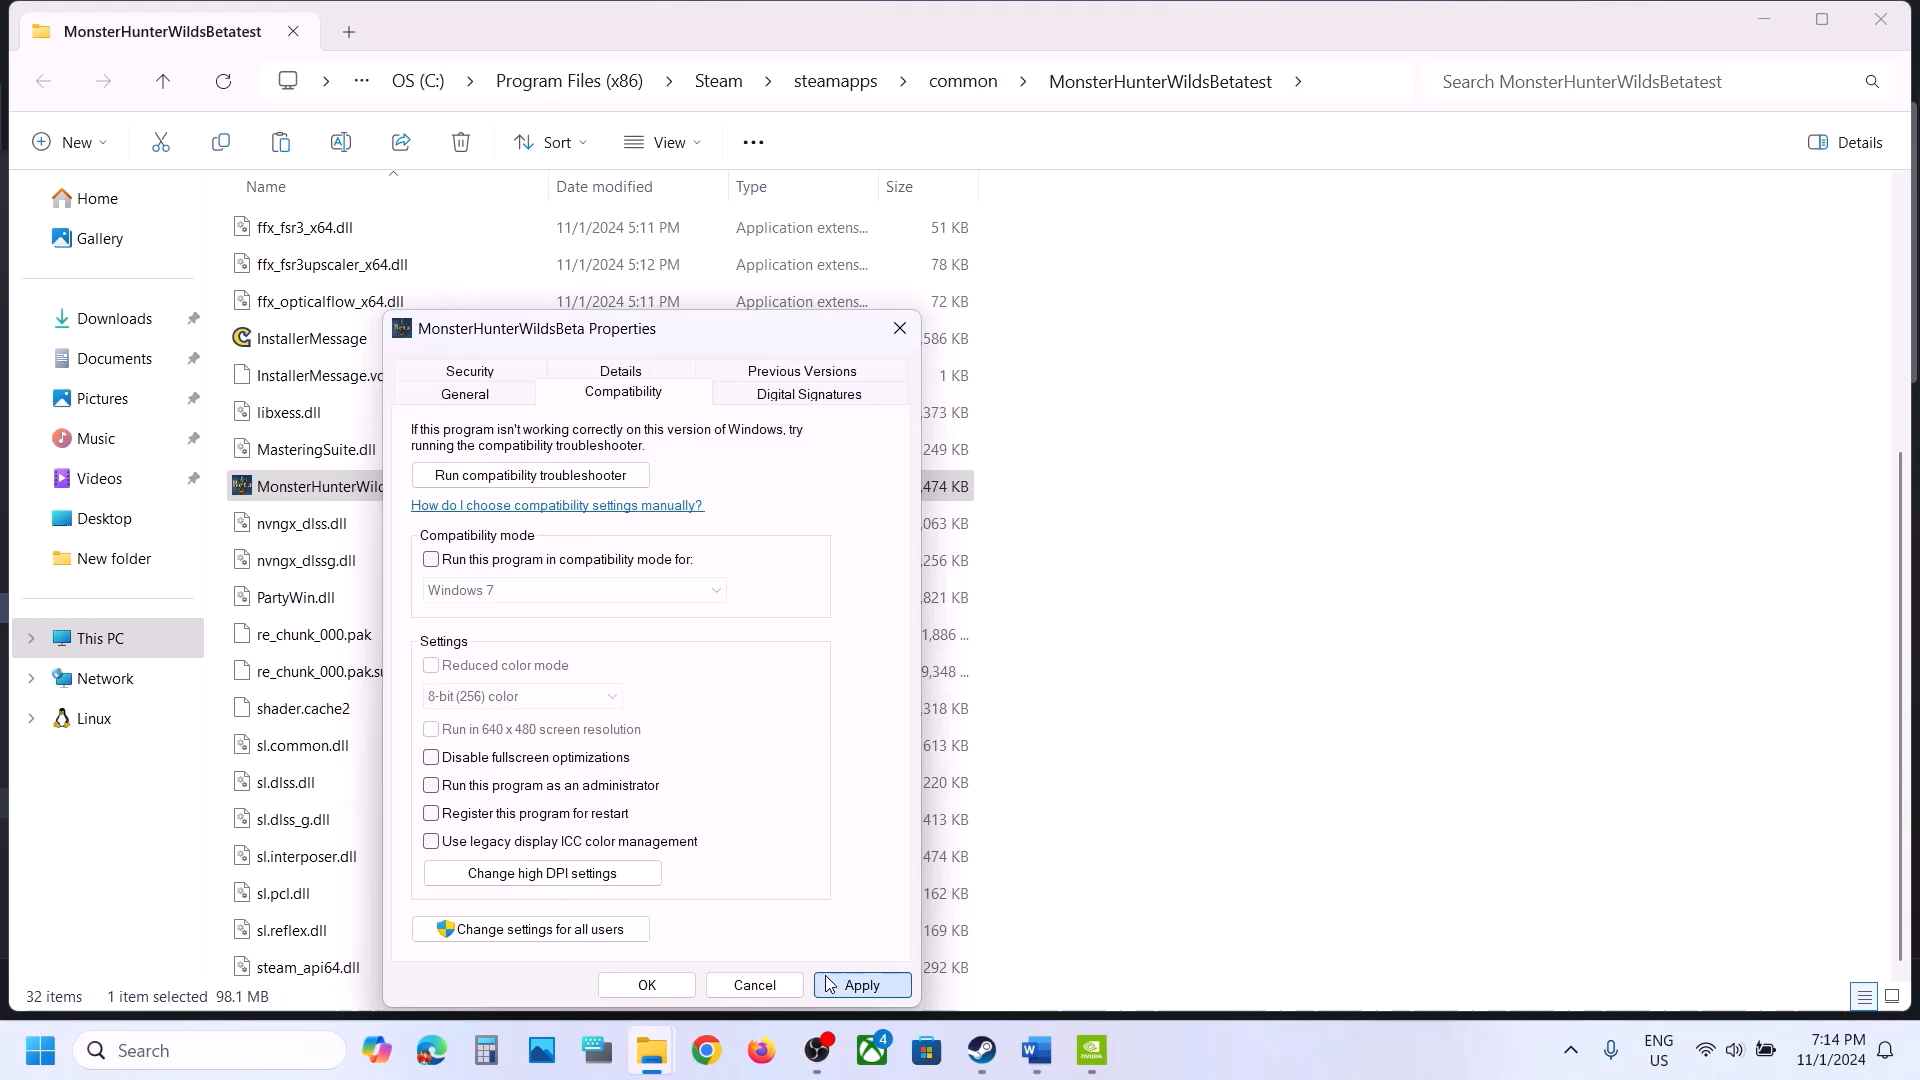 MonsterHunterWildsBetatest
OS (C:) Program Files (x86) Steam steamapps common MonsterHunterWildsBetatest
Search MonsterHunterWildsBetatest
New Sort View Details
Name Date modified Type Size
Home
Gallery
Downloads
Documents
Pictures
Music
Videos
Desktop
New folder
This PC
Network
Linux
ffx_fsr3_x64.dll 11/1/2024 5:11 PM Application extens... 51 KB
ffx_fsr3upscaler_x64.dll 11/1/2024 5:12 PM Application extens... 78 KB
ffx_opticalflow_x64.dll 11/1/2024 5:11 PM Application extens... 72 KB
InstallerMessage ,586 KB
InstallerMessage.vc 1 KB
libxess.dll ,373 KB
MasteringSuite.dll 249 KB
MonsterHunterWilc ,474 KB
nvngx_dlss.dll ,063 KB
nvngx_dlssg.dll ,256 KB
PartyWin.dll ,821 KB
re_chunk_000.pak 1,886 ...
re_chunk_000.pak.su 9,348 ...
shader.cache2 ,318 KB
sl.common.dll 613 KB
sl.dlss.dll 220 KB
sl.dlss_g.dll 413 KB
sl.interposer.dll 474 KB
sl.pcl.dll 162 KB
sl.reflex.dll 169 KB
steam_api64.dll 292 KB
MonsterHunterWildsBeta Properties
Security Details Previous Versions
General Compatibility Digital Signatures
If this program isn't working correctly on this version of Windows, try
running the compatibility troubleshooter.
Run compatibility troubleshooter
How do I choose compatibility settings manually?
Compatibility mode
Run this program in compatibility mode for:
Windows 7
Settings
Reduced color mode
8-bit (256) color
Run in 640 x 480 screen resolution
Disable fullscreen optimizations
Run this program as an administrator
Register this program for restart
Use legacy display ICC color management
Change high DPI settings
Change settings for all users
OK Cancel Apply
32 items 1 item selected 98.1 MB
Search
4
ENG
US
7:14 PM
11/1/2024